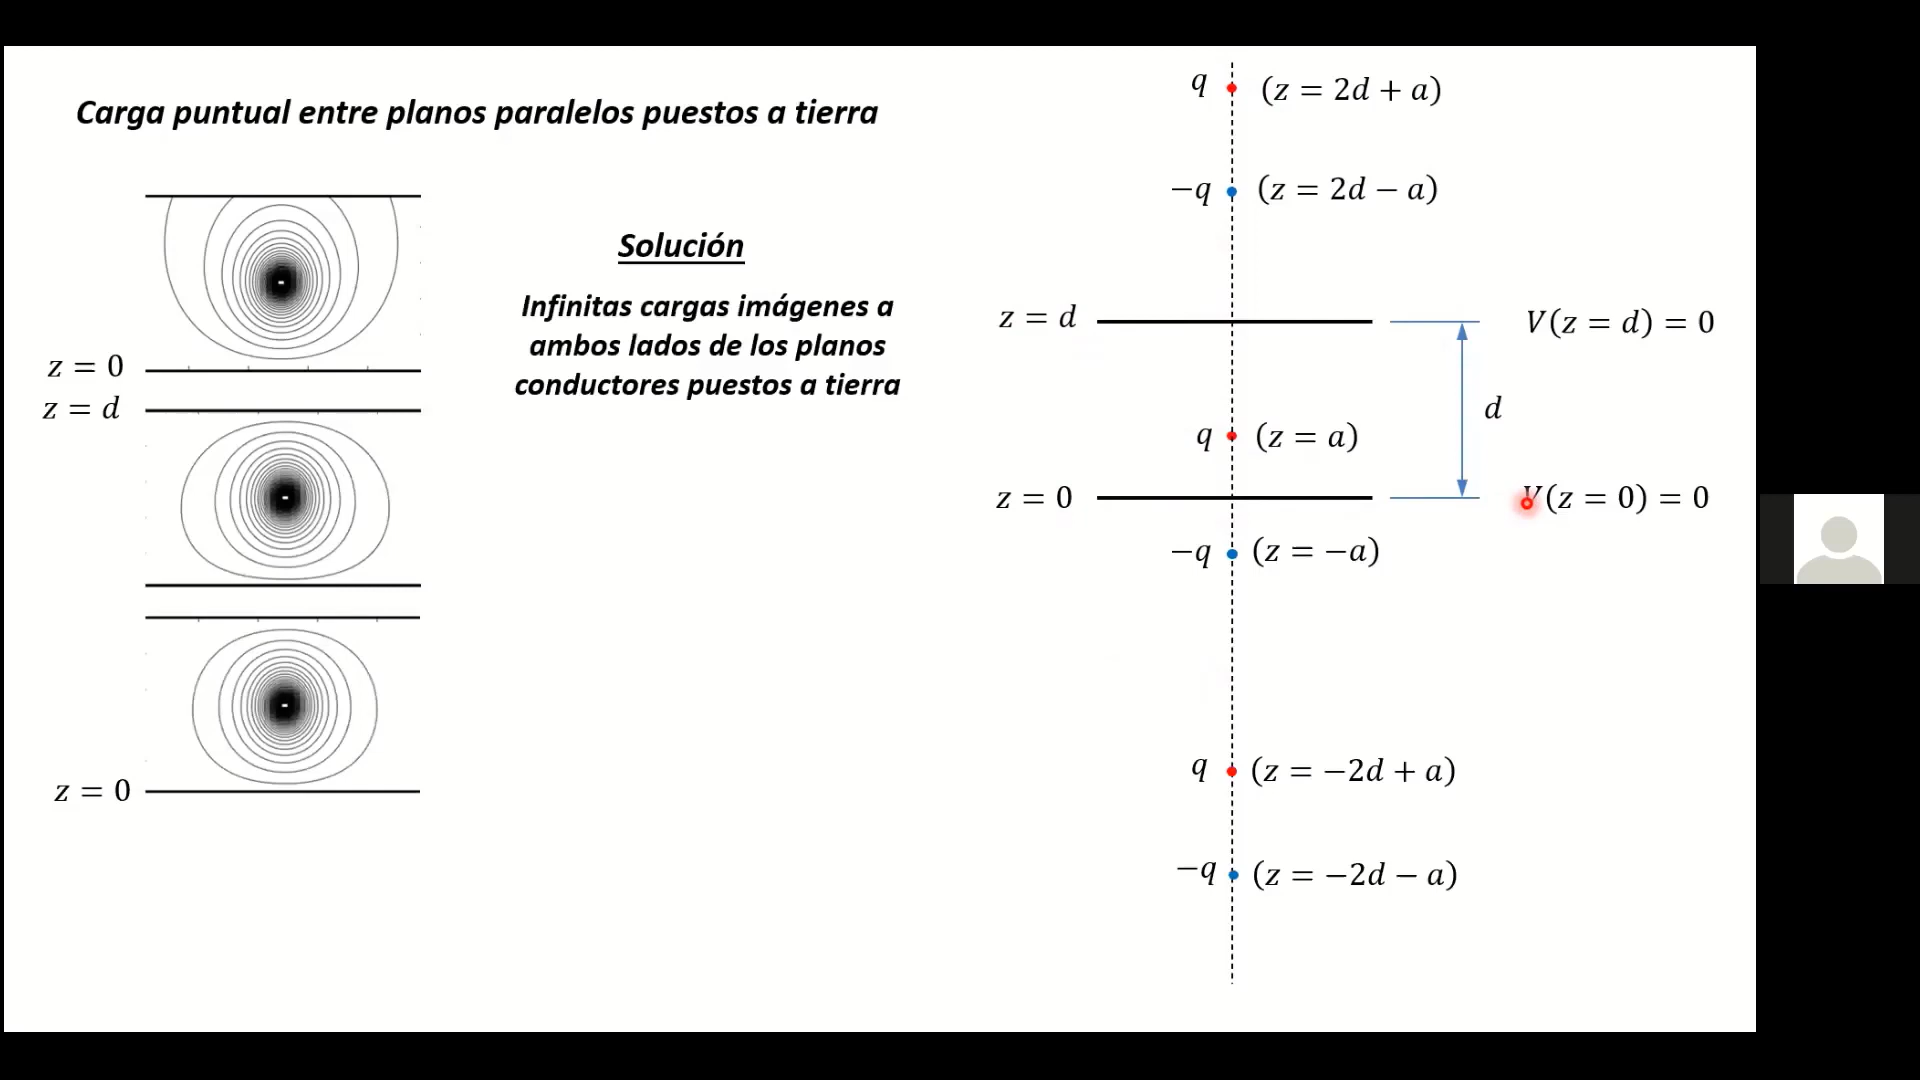 Carga puntual entre planos paralelos puestos a tierra
z = 0
z = d
z = 0
Solución
Infinitas cargas imágenes a
ambos lados de los planos
conductores puestos a tierra
q (z = 2d + a)
−q (z = 2d − a)
z = d V(z = d) = 0
d
q (z = a)
z = 0 V(z = 0) = 0
−q (z = −a)
q (z = −2d + a)
−q (z = −2d − a)